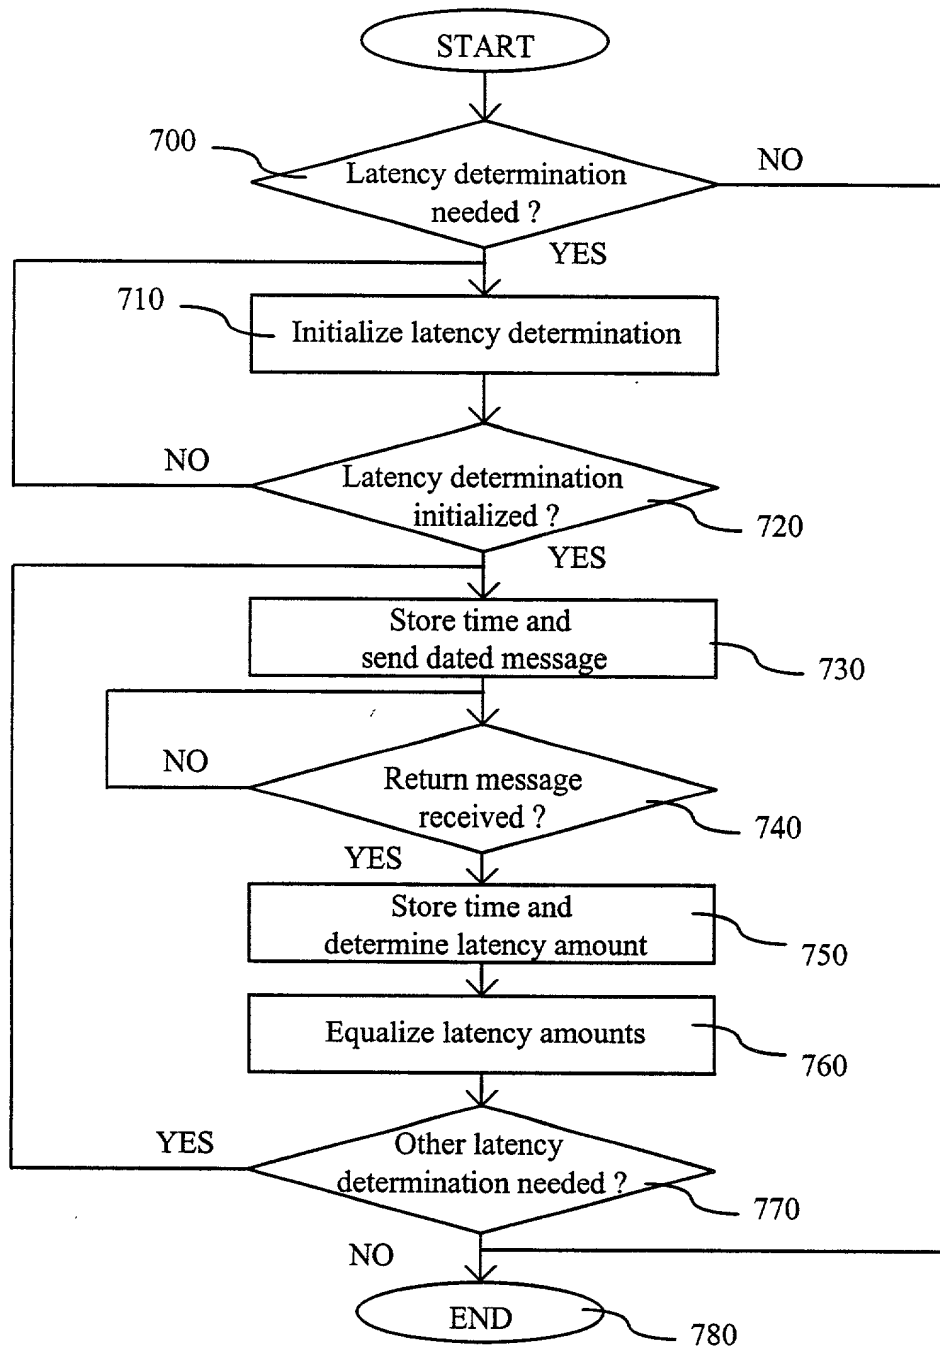 START
700
NO
Latency determination
needed ?
YES
710
Initialize latency determination
NO
Latency determination
initialized ?
720
YES
Store time and
send dated message
730
NO
Return message
received ?
740
YES
Store time and
determine latency amount
750
Equalize latency amounts
760
YES
Other latency
determination needed ?
770
NO
END
780